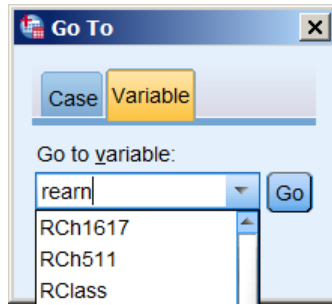 Go To
Case Variable
Go to variable:
rearn
Go
RCh1617
RCh511
RClass